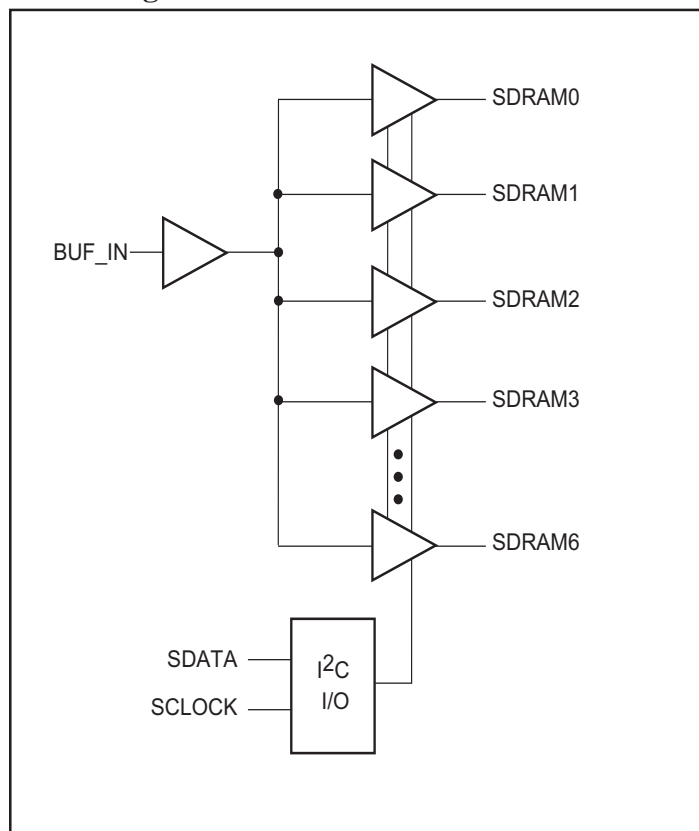 SDRAM0
SDRAM1
BUF_IN
SDRAM2
SDRAM3
SDRAM6
SDATA
I²C
I/O
SCLOCK